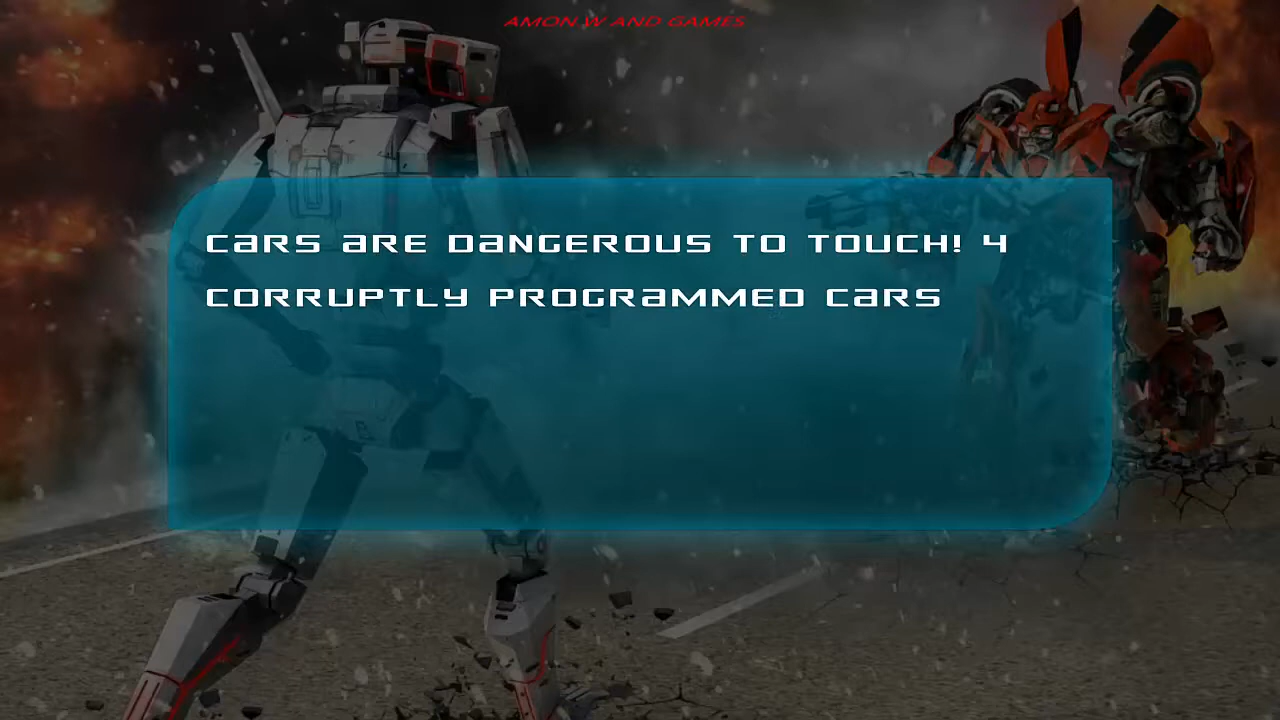 AMON W AND GAMES
CARS ARE DANGEROUS TO TOUCH! 4
CORRUPTLY PROGRAMMED CARS